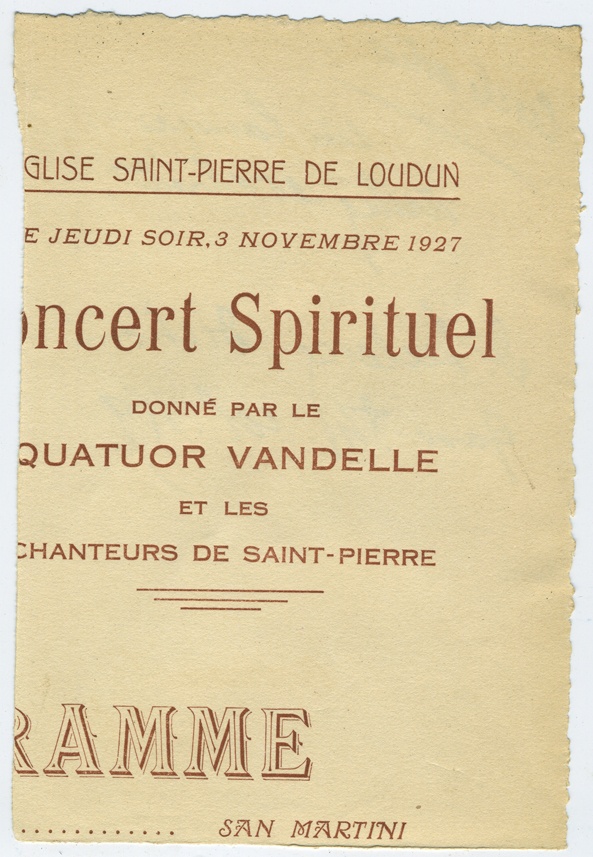 GLISE SAINT-PIERRE DE LOUDUN
E JEUDI SOIR, 3 NOVEMBRE 1927
oncert Spirituel
DONNÉ PAR LE
QUATUOR VANDELLE
ET LES
CHANTEURS DE SAINT-PIERRE
RAMME
............ SAN MARTINI